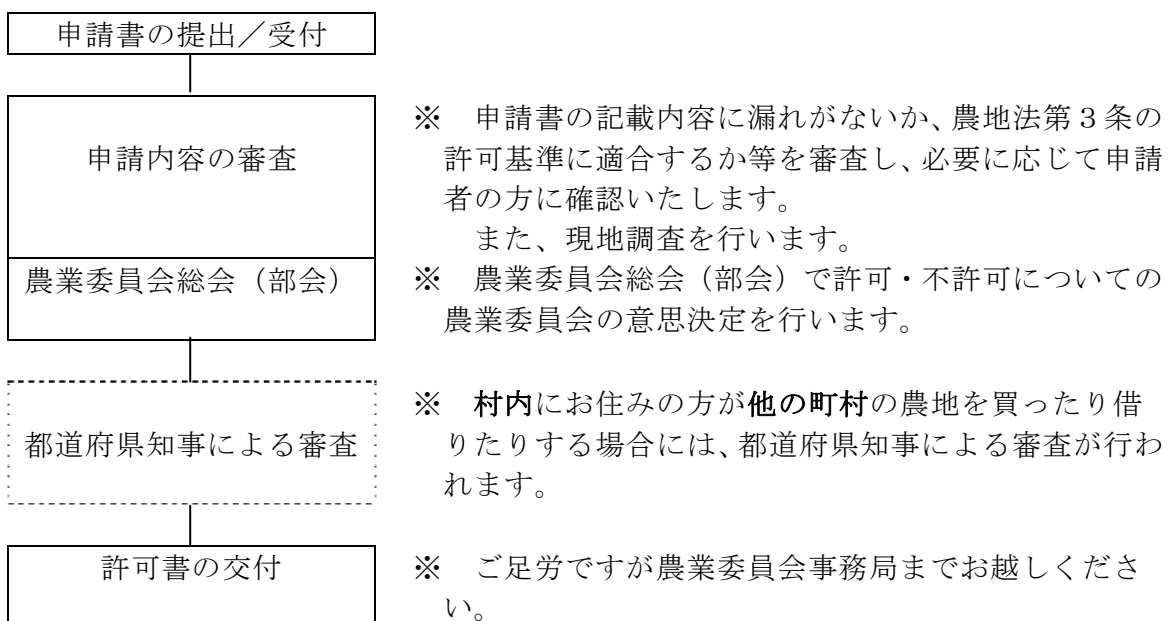 申請書の提出／受付
申請内容の審査
※　申請書の記載内容に漏れがないか、農地法第３条の
許可基準に適合するか等を審査し、必要に応じて申請
者の方に確認いたします。
また、現地調査を行います。
農業委員会総会（部会）
※　農業委員会総会（部会）で許可・不許可についての
農業委員会の意思決定を行います。
都道府県知事による審査
※　村内にお住みの方が他の町村の農地を買ったり借
りたりする場合には、都道府県知事による審査が行わ
れます。
許可書の交付
※　ご足労ですが農業委員会事務局までお越しくださ
い。